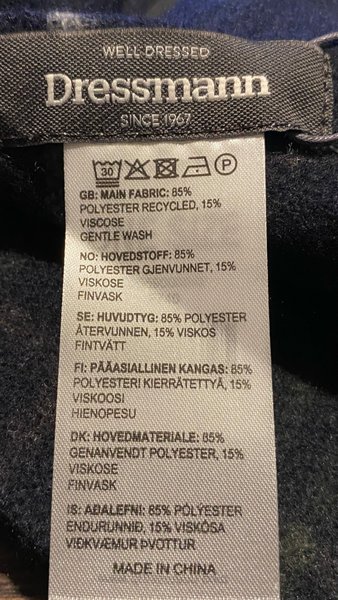 WELL DRESSED
Dressmann
SINCE 1967
30 P
GB: MAIN FABRIC: 85%
POLYESTER RECYCLED, 15%
VISCOSE
GENTLE WASH
NO: HOVEDSTOFF: 85%
POLYESTER GJENVUNNET, 15%
VISKOSE
FINVASK
SE: HUVUDTYG: 85% POLYESTER
ÅTERVUNNEN, 15% VISKOS
FINTVÄTT
FI: PÄÄASIALLINEN KANGAS: 85%
POLYESTERI KIERRÄTETTYÄ, 15%
VISKOOSI
HIENOPESU
DK: HOVEDMATERIALE: 85%
GENANVENDT POLYESTER, 15%
VISKOSE
FINVASK
IS: AÐALEFNI: 85% PÓLÝESTER
ENDURUNNIÐ, 15% VISKÓSA
VIÐKVÆMUR ÞVOTTUR
MADE IN CHINA